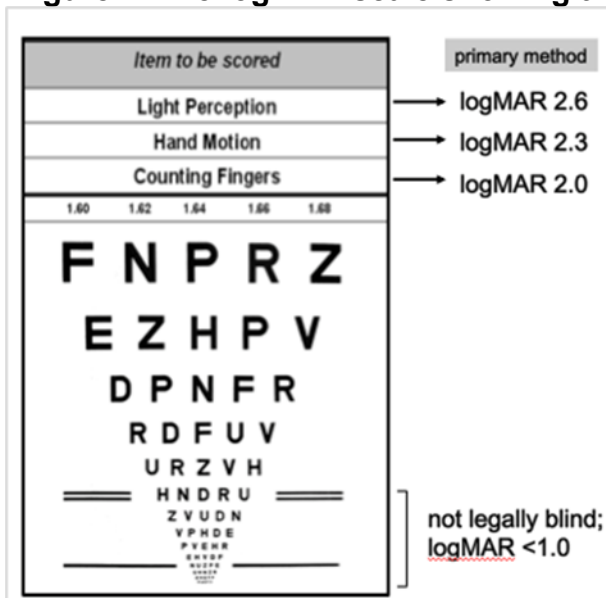 Item to be scored
primary method
Light Perception
logMAR 2.6
Hand Motion
logMAR 2.3
Counting Fingers
logMAR 2.0
1.60 1.62 1.64 1.66 1.68
F N P R Z
E Z H P V
D P N F R
R D F U V
U R Z V H
H N D R U
Z V U D N
V P H D E
P V E H R
not legally blind;
logMAR <1.0